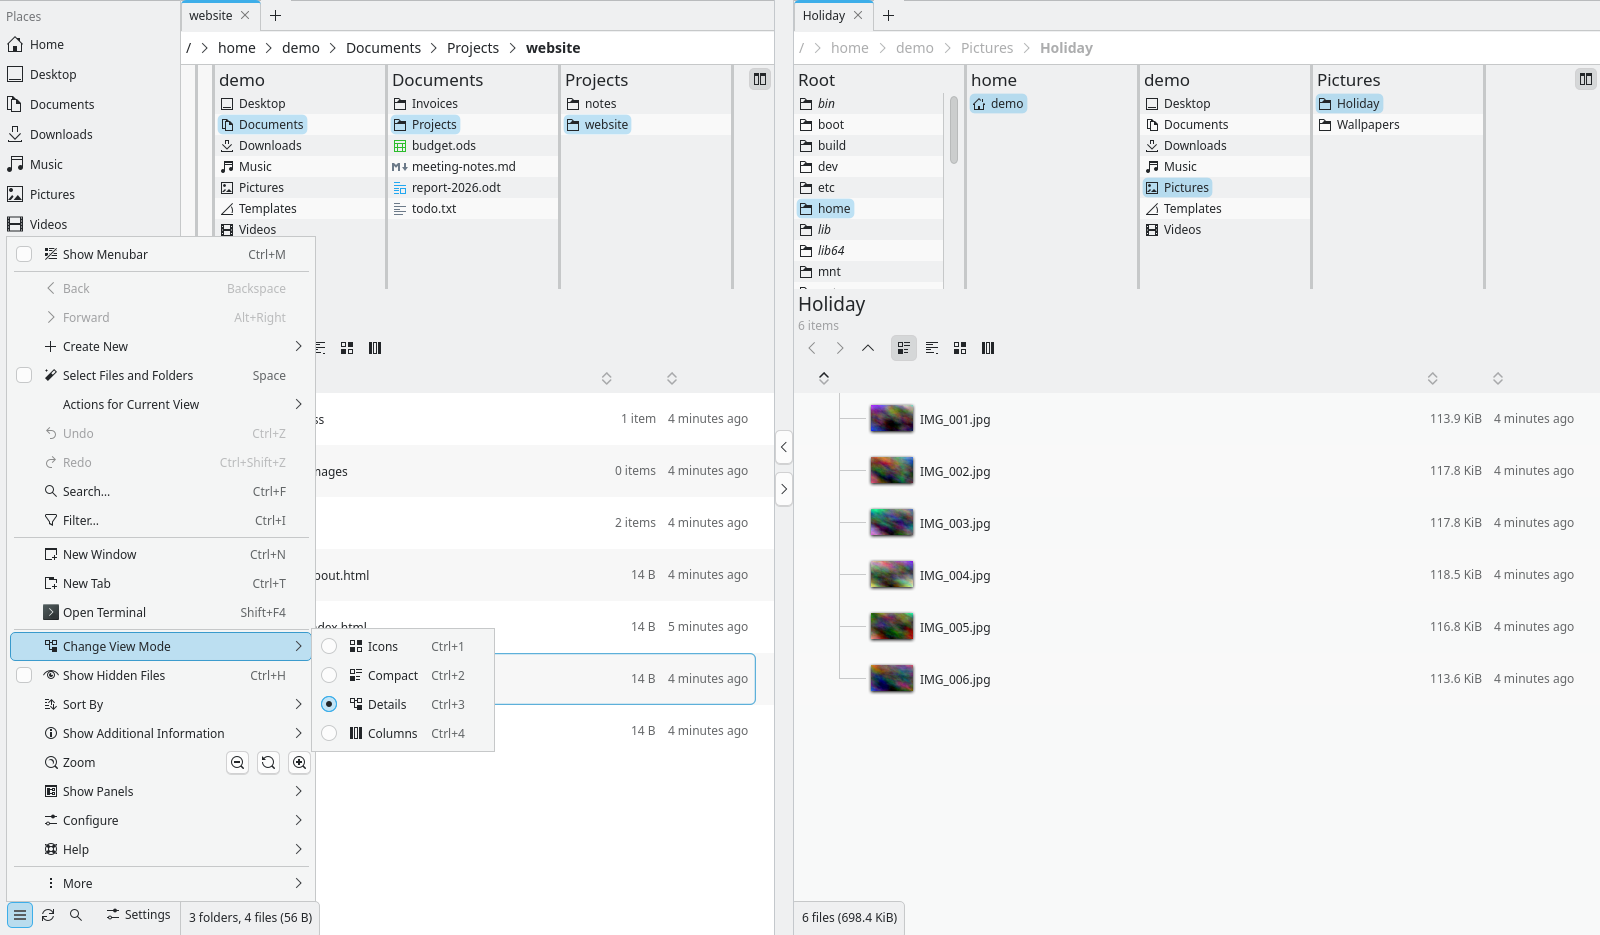 Places
Home
Desktop
Documents
Downloads
Music
Pictures
Videos
website
/ home demo Documents Projects website
demo
Desktop
Documents
Downloads
Music
Pictures
Templates
Videos
Documents
Invoices
Projects
budget.ods
meeting-notes.md
report-2026.odt
todo.txt
Projects
notes
website
Show Menubar Ctrl+M
Back Backspace
Forward Alt+Right
Create New
Select Files and Folders Space
Actions for Current View
Undo Ctrl+Z
Redo Ctrl+Shift+Z
Search... Ctrl+F
Filter... Ctrl+I
New Window Ctrl+N
New Tab Ctrl+T
Open Terminal Shift+F4
Change View Mode
Show Hidden Files Ctrl+H
Sort By
Show Additional Information
Zoom
Show Panels
Configure
Help
More
Icons Ctrl+1
Compact Ctrl+2
Details Ctrl+3
Columns Ctrl+4
1 item 4 minutes ago
0 items 4 minutes ago
2 items 4 minutes ago
14 B 4 minutes ago
14 B 5 minutes ago
14 B 4 minutes ago
14 B 4 minutes ago
Settings
3 folders, 4 files (56 B)
Holiday
/ home demo Pictures Holiday
Root
bin
boot
build
dev
etc
home
lib
lib64
mnt
home
demo
demo
Desktop
Documents
Downloads
Music
Pictures
Templates
Videos
Pictures
Holiday
Wallpapers
Holiday
6 items
IMG_001.jpg 113.9 KiB 4 minutes ago
IMG_002.jpg 117.8 KiB 4 minutes ago
IMG_003.jpg 117.8 KiB 4 minutes ago
IMG_004.jpg 118.5 KiB 4 minutes ago
IMG_005.jpg 116.8 KiB 4 minutes ago
IMG_006.jpg 113.6 KiB 4 minutes ago
6 files (698.4 KiB)